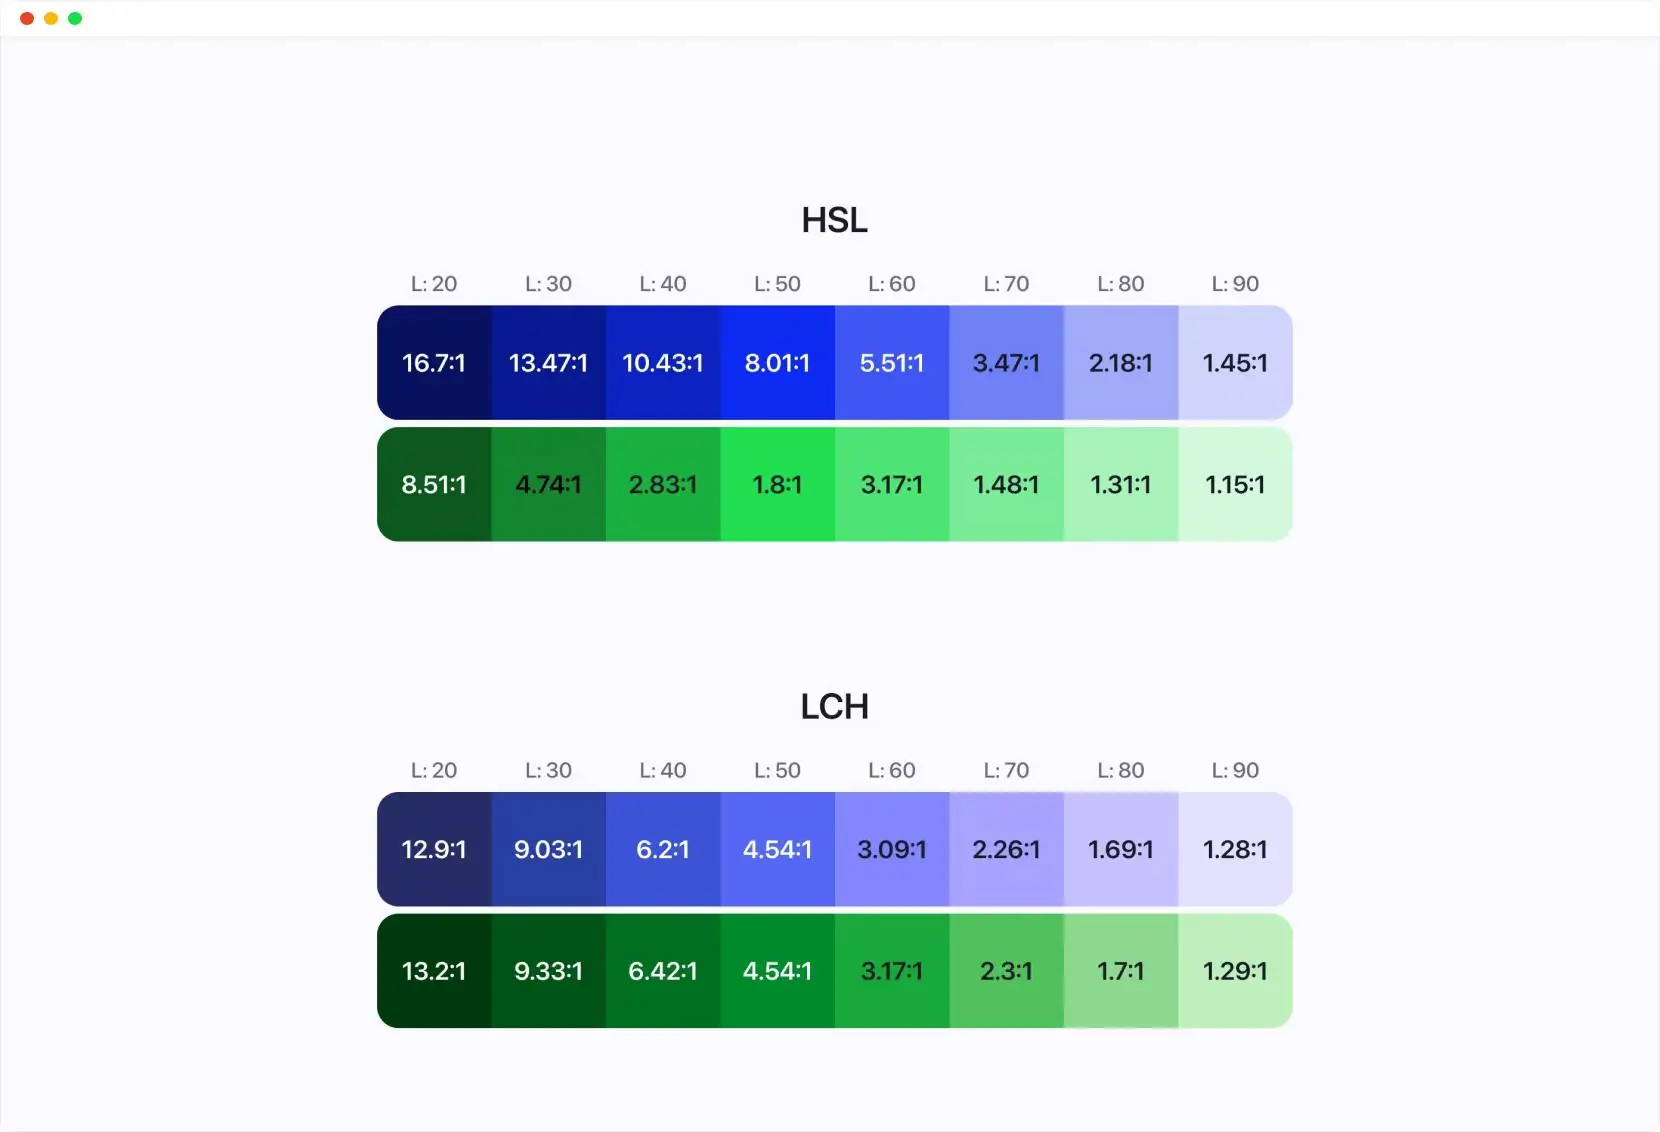 HSL
L: 20 L: 30 L: 40 L: 50 L: 60 L: 70 L: 80 L: 90
16.7:1 13.47:1 10.43:1 8.01:1 5.51:1 3.47:1 2.18:1 1.45:1
8.51:1 4.74:1 2.83:1 1.8:1 3.17:1 1.48:1 1.31:1 1.15:1
LCH
L: 20 L: 30 L: 40 L: 50 L: 60 L: 70 L: 80 L: 90
12.9:1 9.03:1 6.2:1 4.54:1 3.09:1 2.26:1 1.69:1 1.28:1
13.2:1 9.33:1 6.42:1 4.54:1 3.17:1 2.3:1 1.7:1 1.29:1